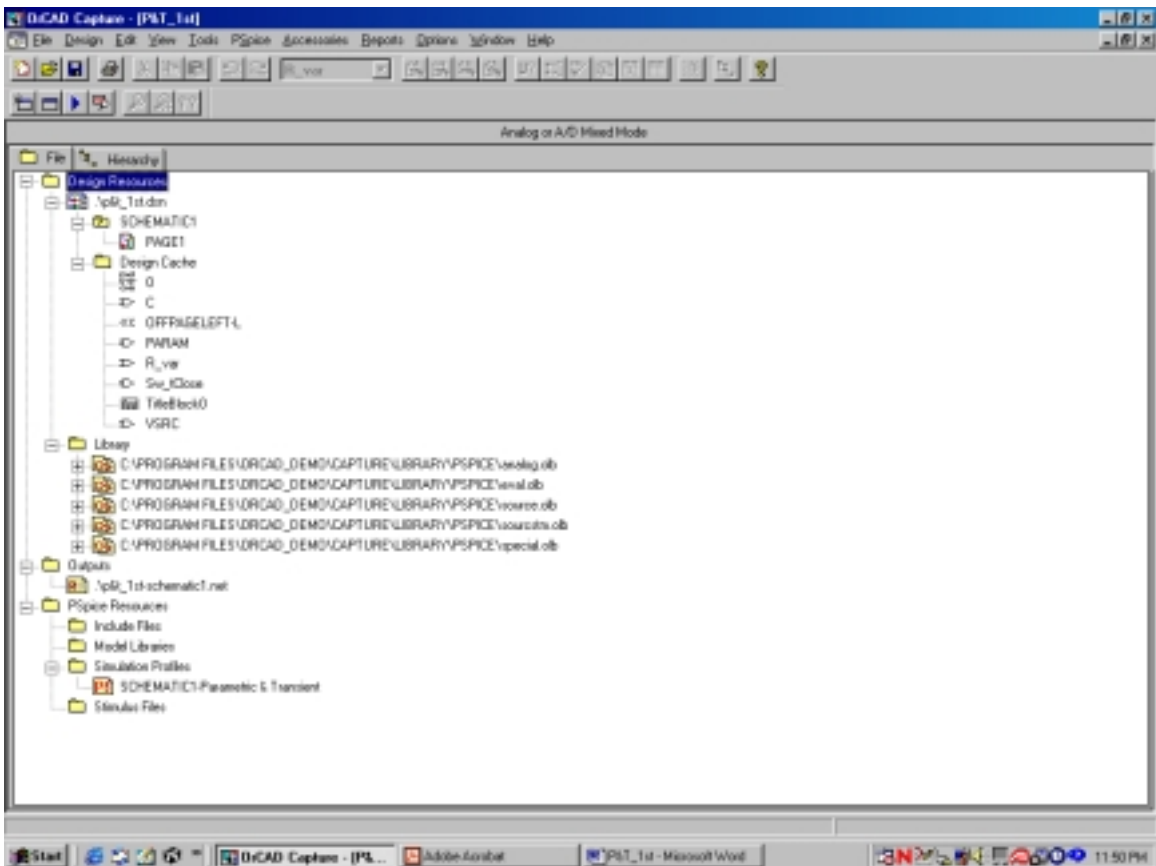 OrCAD Capture - [P&T_1st]
File Design Edit View Tools PSpice Accessories Reports Options Window Help
R_var
Analog or A/D Mixed Mode
File Hierarchy
Design Resources
.\p&t_1st.dsn
SCHEMATIC1
PAGE1
Design Cache
0
C
OFFPAGELEFT-L
PARAM
R_var
Sw_tClose
TitleBlock0
VSRC
Library
C:\PROGRAM FILES\ORCAD_DEMO\CAPTURE\LIBRARY\PSPICE\analog.olb
C:\PROGRAM FILES\ORCAD_DEMO\CAPTURE\LIBRARY\PSPICE\eval.olb
C:\PROGRAM FILES\ORCAD_DEMO\CAPTURE\LIBRARY\PSPICE\source.olb
C:\PROGRAM FILES\ORCAD_DEMO\CAPTURE\LIBRARY\PSPICE\sourcstm.olb
C:\PROGRAM FILES\ORCAD_DEMO\CAPTURE\LIBRARY\PSPICE\special.olb
Outputs
.\p&t_1st-schematic1.net
PSpice Resources
Include Files
Model Libraries
Simulation Profiles
SCHEMATIC1-Parametric & Transient
Stimulus Files
Start OrCAD Capture - [P&... Adobe Acrobat P&T_1st - Microsoft Word 11:50 PM